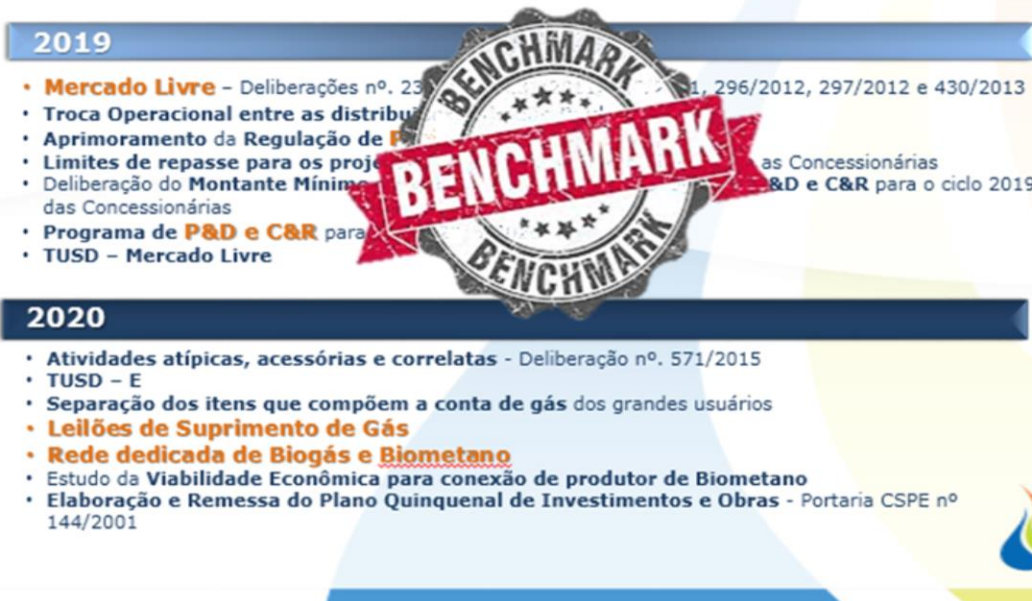 2019
• Mercado Livre – Deliberações nº. 23 1, 296/2012, 297/2012 e 430/2013
• Troca Operacional entre as distribu
• Aprimoramento da Regulação de
• Limites de repasse para os proje as Concessionárias
• Deliberação do Montante Mínimo &D e C&R para o ciclo 2019
das Concessionárias
• Programa de P&D e C&R para
• TUSD – Mercado Livre
BENCHMARK
BENCHMARK
BENCHMARK
2020
• Atividades atípicas, acessórias e correlatas - Deliberação nº. 571/2015
• TUSD – E
• Separação dos itens que compõem a conta de gás dos grandes usuários
• Leilões de Suprimento de Gás
• Rede dedicada de Biogás e Biometano
• Estudo da Viabilidade Econômica para conexão de produtor de Biometano
• Elaboração e Remessa do Plano Quinquenal de Investimentos e Obras - Portaria CSPE nº
144/2001